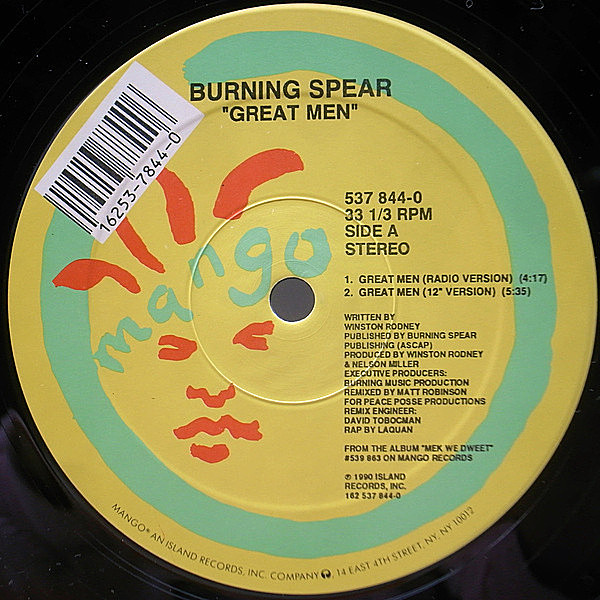 BURNING SPEAR
"GREAT MEN"
16253-7844-0
mango
537 844-0
33 1/3 RPM
SIDE A
STEREO
1. GREAT MEN (RADIO VERSION) (4:17)
2. GREAT MEN (12" VERSION) (5:35)
WRITTEN BY
WINSTON RODNEY
PUBLISHED BY BURNING SPEAR
PUBLISHING (ASCAP)
PRODUCED BY WINSTON RODNEY
& NELSON MILLER
EXECUTIVE PRODUCERS:
BURNING MUSIC PRODUCTION
REMIXED BY MATT ROBINSON
FOR PEACE POSSE PRODUCTIONS
REMIX ENGINEER:
DAVID TOBOCMAN
RAP BY LAQUAN
FROM THE ALBUM "MEK WE DWEET"
#539 863 ON MANGO RECORDS
℗ 1990 ISLAND
RECORDS, INC.
162 537 844-0
MANGO® AN ISLAND RECORDS, INC. COMPANY, 14 EAST 4TH STREET, NY, NY 10012